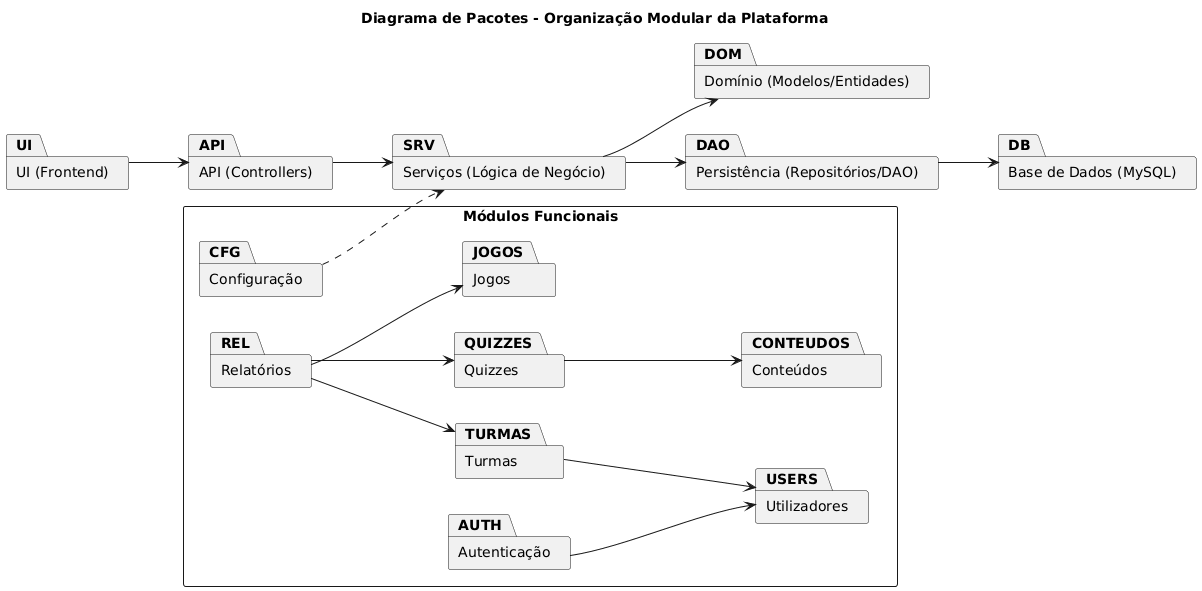 Diagrama de Pacotes - Organização Modular da Plataforma
DOM
Domínio (Modelos/Entidades)
UI
UI (Frontend)
API
API (Controllers)
SRV
Serviços (Lógica de Negócio)
DAO
Persistência (Repositórios/DAO)
DB
Base de Dados (MySQL)
Módulos Funcionais
CFG
Configuração
JOGOS
Jogos
REL
Relatórios
QUIZZES
Quizzes
CONTEUDOS
Conteúdos
TURMAS
Turmas
USERS
Utilizadores
AUTH
Autenticação